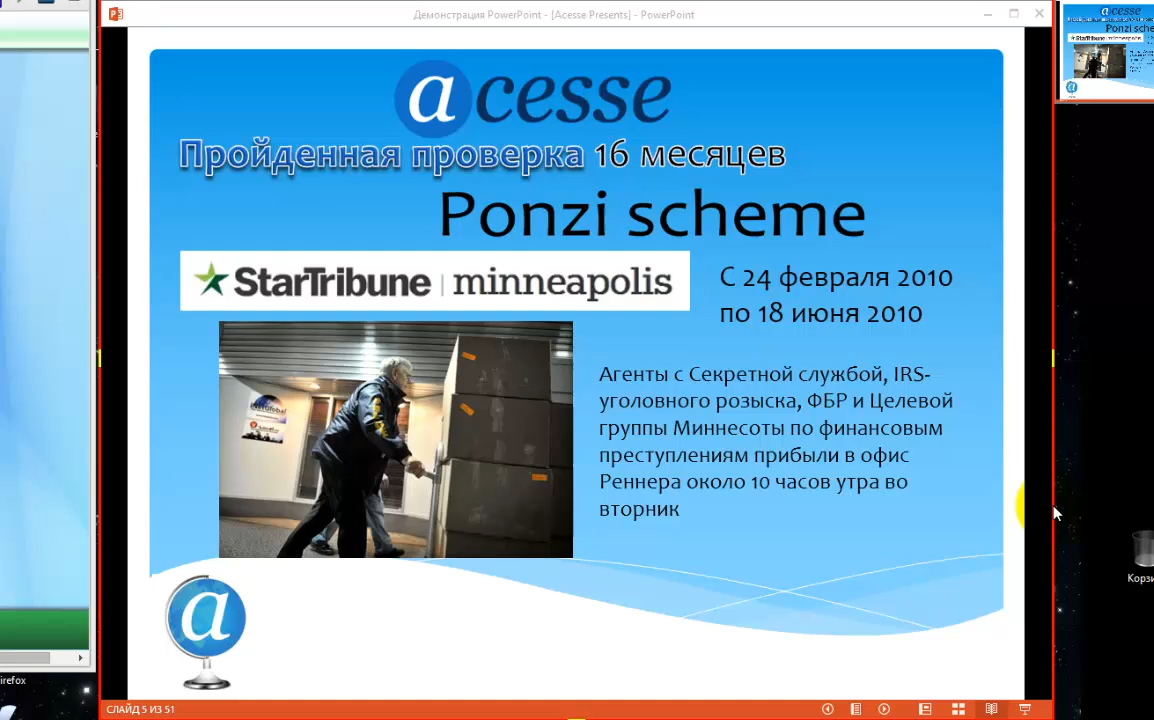 Демонстрация PowerPoint - [Acesse Presents] - PowerPoint
acesse
Пройденная проверка 16 месяцев
Ponzi scheme
StarTribune | minneapolis
С 24 февраля 2010
по 18 июня 2010
Агенты с Секретной службой, IRS-
уголовного розыска, ФБР и Целевой
группы Миннесоты по финансовым
преступлениям прибыли в офис
Реннера около 10 часов утра во
вторник
a
irefox
Корзи
СЛАЙД 5 ИЗ 51